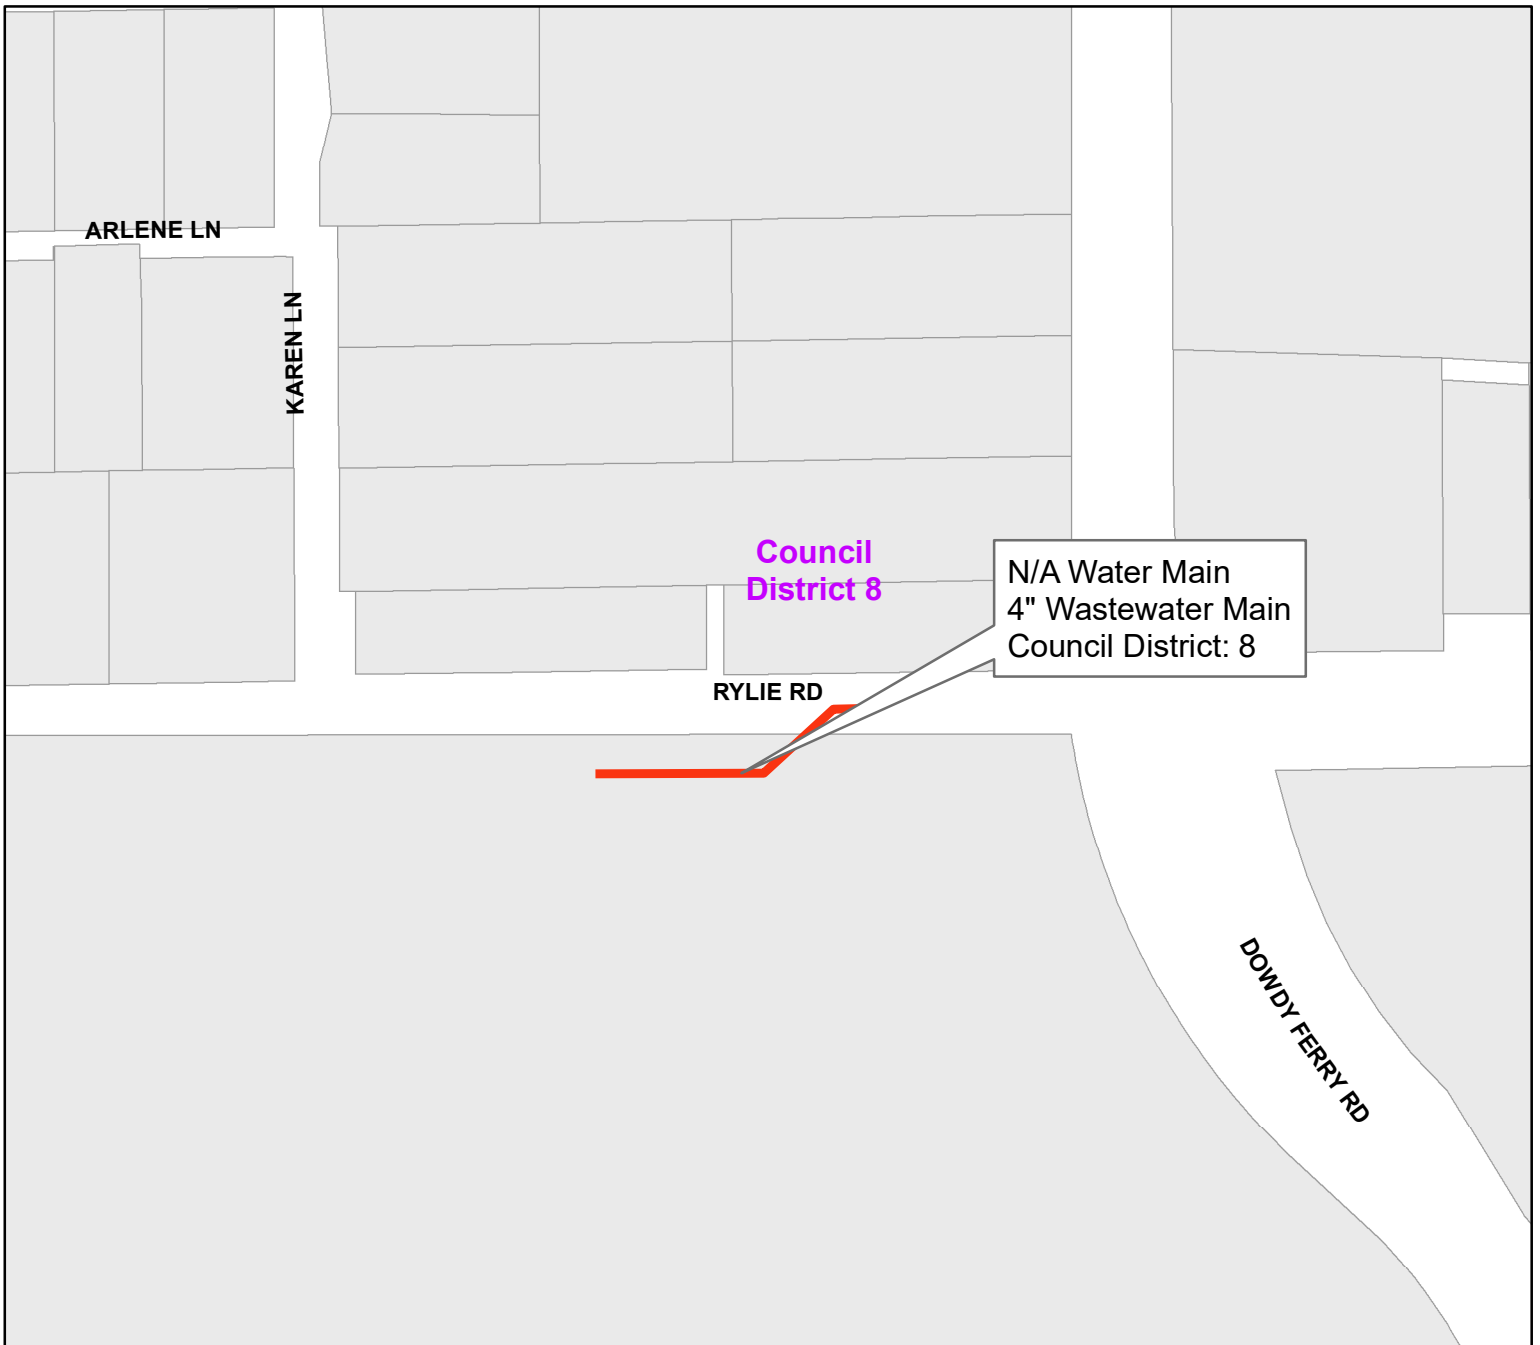 ARLENE LN
KAREN LN
Council
District 8
N/A Water Main
4" Wastewater Main
Council District: 8
RYLIE RD
DOWDY FERRY RD